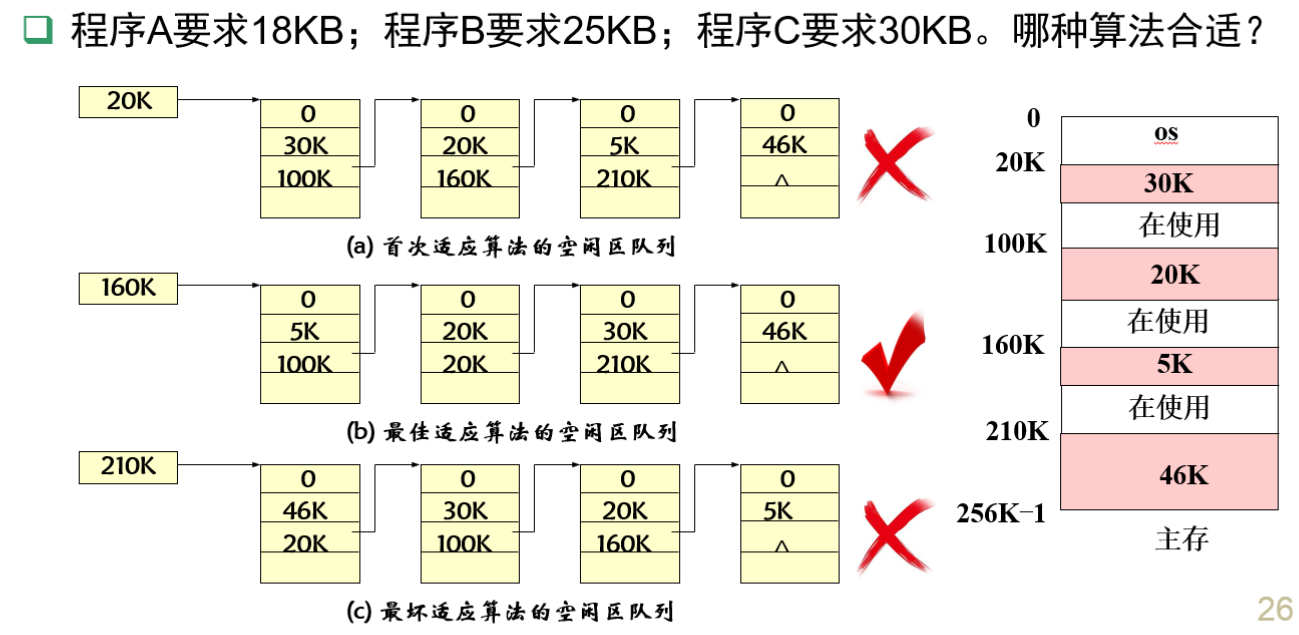 程序A要求18KB；程序B要求25KB；程序C要求30KB。哪种算法合适？
20K
0 0 0 0
30K 20K 5K 46K
100K 160K 210K ^
(a) 首次适应算法的空闲区队列
160K
0 0 0 0
5K 20K 30K 46K
100K 20K 210K ^
(b) 最佳适应算法的空闲区队列
210K
0 0 0 0
46K 30K 20K 5K
20K 100K 160K ^
(c) 最坏适应算法的空闲区队列
0
os
20K
30K
在使用
100K
20K
在使用
160K
5K
在使用
210K
46K
256K-1
主存
26